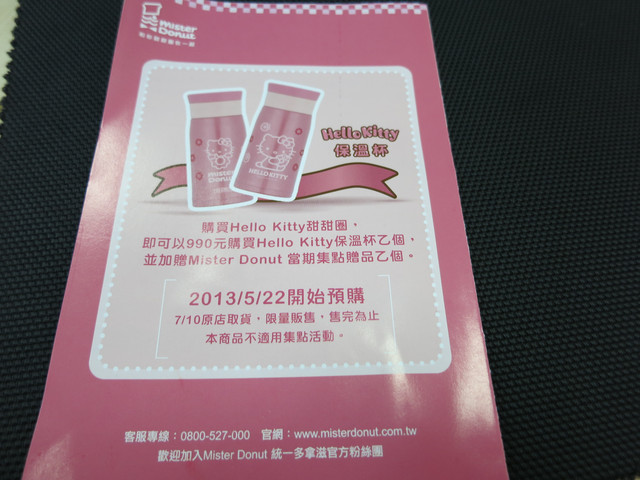 mister
Donut
Hello Kitty
保溫杯
mister
Donut
HELLO KITTY
購買Hello Kitty甜甜圈，
即可以990元購買Hello Kitty保溫杯乙個，
並加贈Mister Donut 當期集點贈品乙個。
2013/5/22開始預購
7/10原店取貨，限量販售，售完為止
本商品不適用集點活動。
客服專線：0800-527-000 官網：www.misterdonut.com.tw
歡迎加入Mister Donut 統一多拿滋官方粉絲團